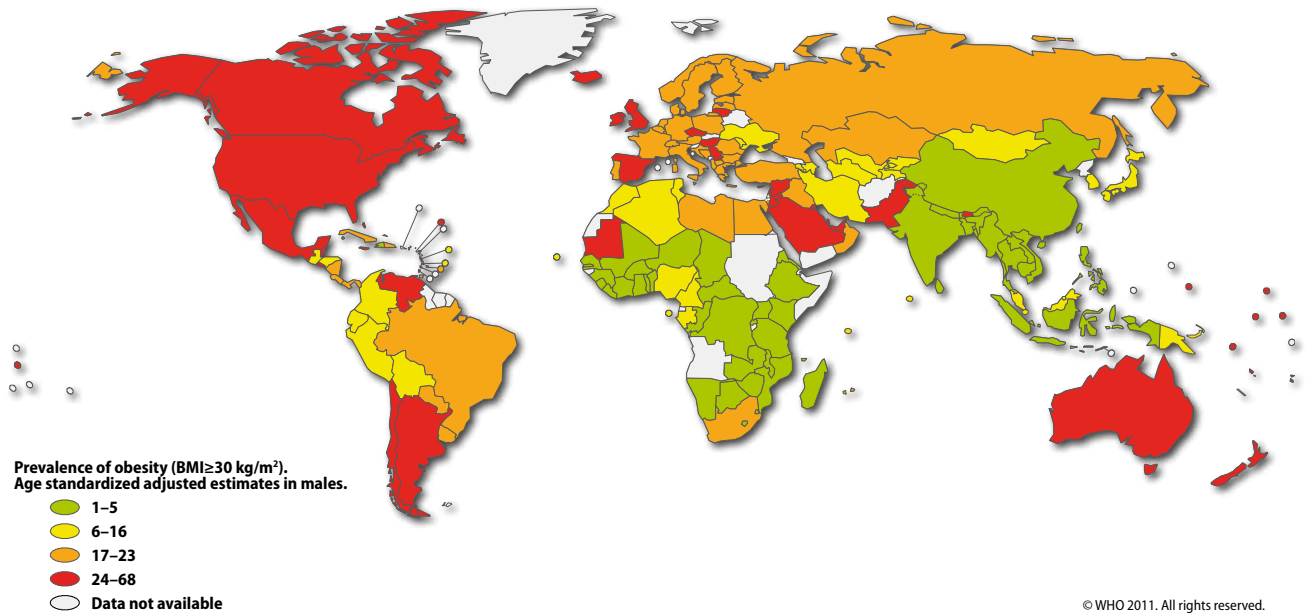 Prevalence of obesity (BMI≥30 kg/m²).
Age standardized adjusted estimates in males.
1–5
6–16
17–23
24–68
Data not available
© WHO 2011. All rights reserved.